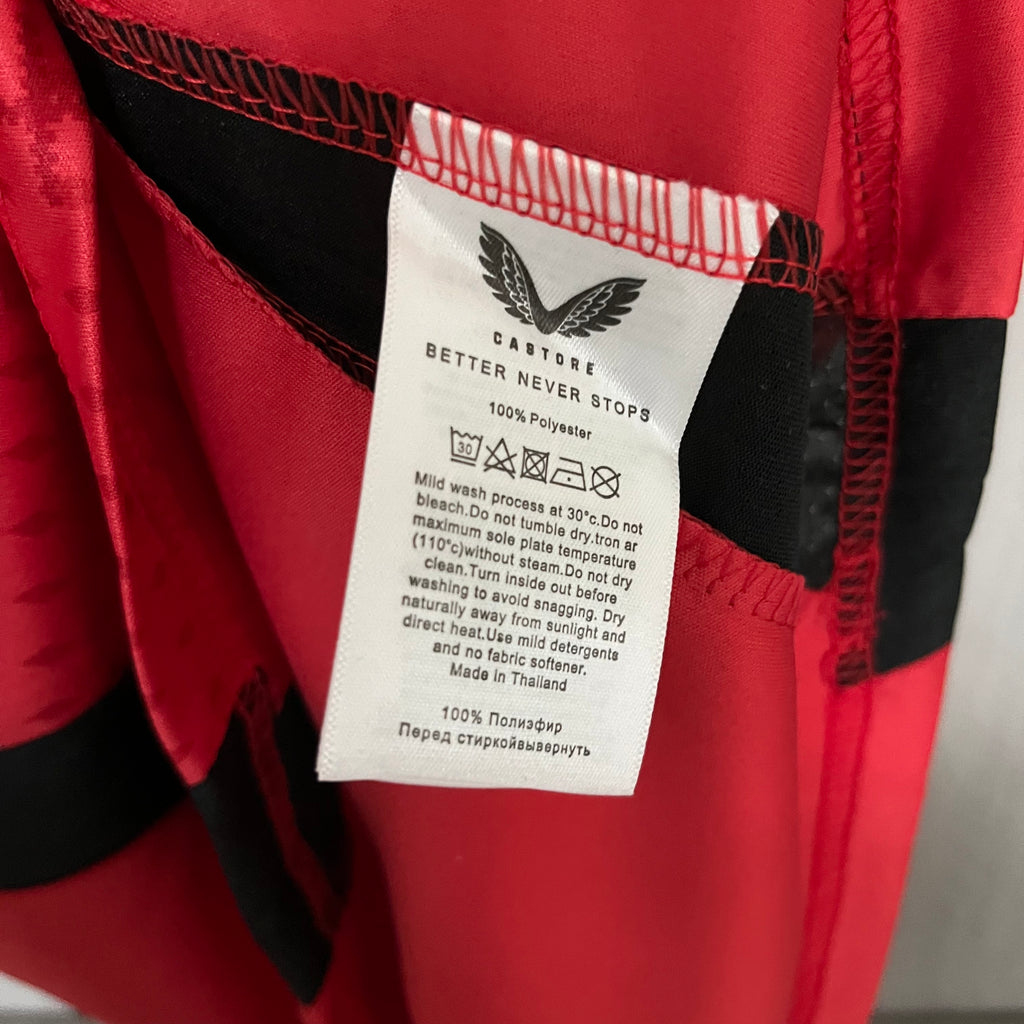 CASTORE
BETTER NEVER STOPS
100% Polyester
30
Mild wash process at 30°c.Do not
bleach.Do not tumble dry.tron ar
maximum sole plate temperature
(110°c)without steam.Do not dry
clean.Turn inside out before
washing to avoid snagging. Dry
naturally away from sunlight and
direct heat.Use mild detergents
and no fabric softener.
Made in Thailand
100% Полиэфир
Перед стиркойвывернуть